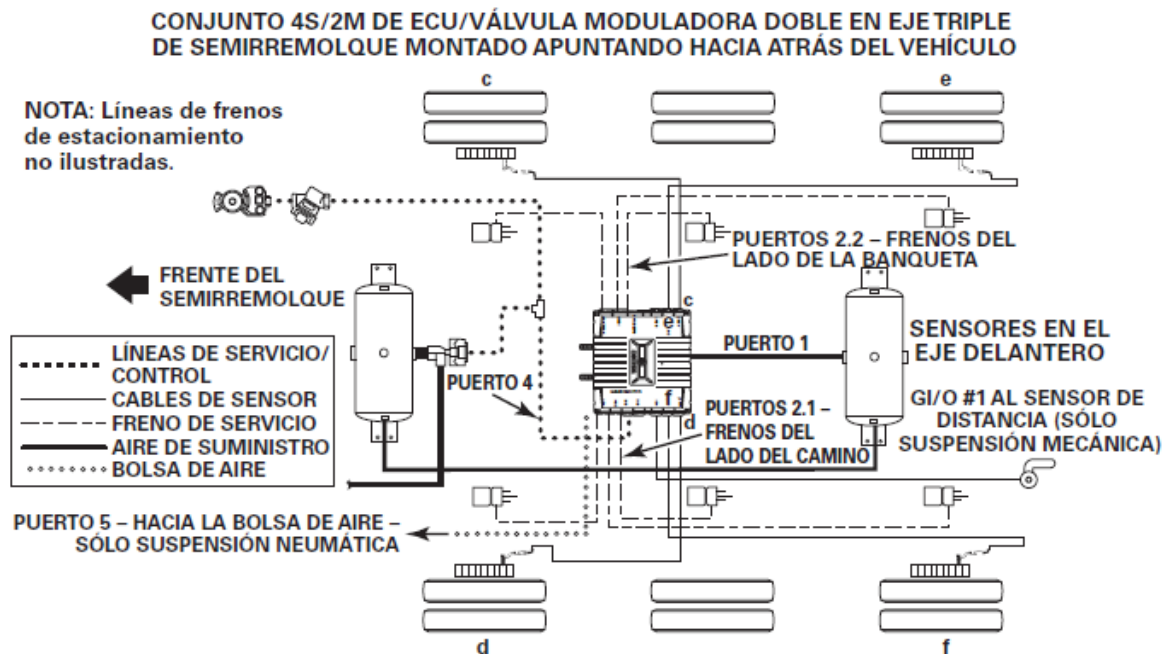 CONJUNTO 4S/2M DE ECU/VÁLVULA MODULADORA DOBLE EN EJE TRIPLE
DE SEMIRREMOLQUE MONTADO APUNTANDO HACIA ATRÁS DEL VEHÍCULO
c
e
NOTA: Líneas de frenos
de estacionamiento
no ilustradas.
PUERTOS 2.2 – FRENOS DEL
LADO DE LA BANQUETA
FRENTE DEL
SEMIRREMOLQUE
c
e
PUERTO 1
SENSORES EN EL
EJE DELANTERO
LÍNEAS DE SERVICIO/
CONTROL
CABLES DE SENSOR
FRENO DE SERVICIO
AIRE DE SUMINISTRO
BOLSA DE AIRE
PUERTO 4
f
d
PUERTOS 2.1 –
FRENOS DEL
LADO DEL CAMINO
GI/O #1 AL SENSOR DE
DISTANCIA (SÓLO
SUSPENSIÓN MECÁNICA)
PUERTO 5 – HACIA LA BOLSA DE AIRE –
SÓLO SUSPENSIÓN NEUMÁTICA
d
f